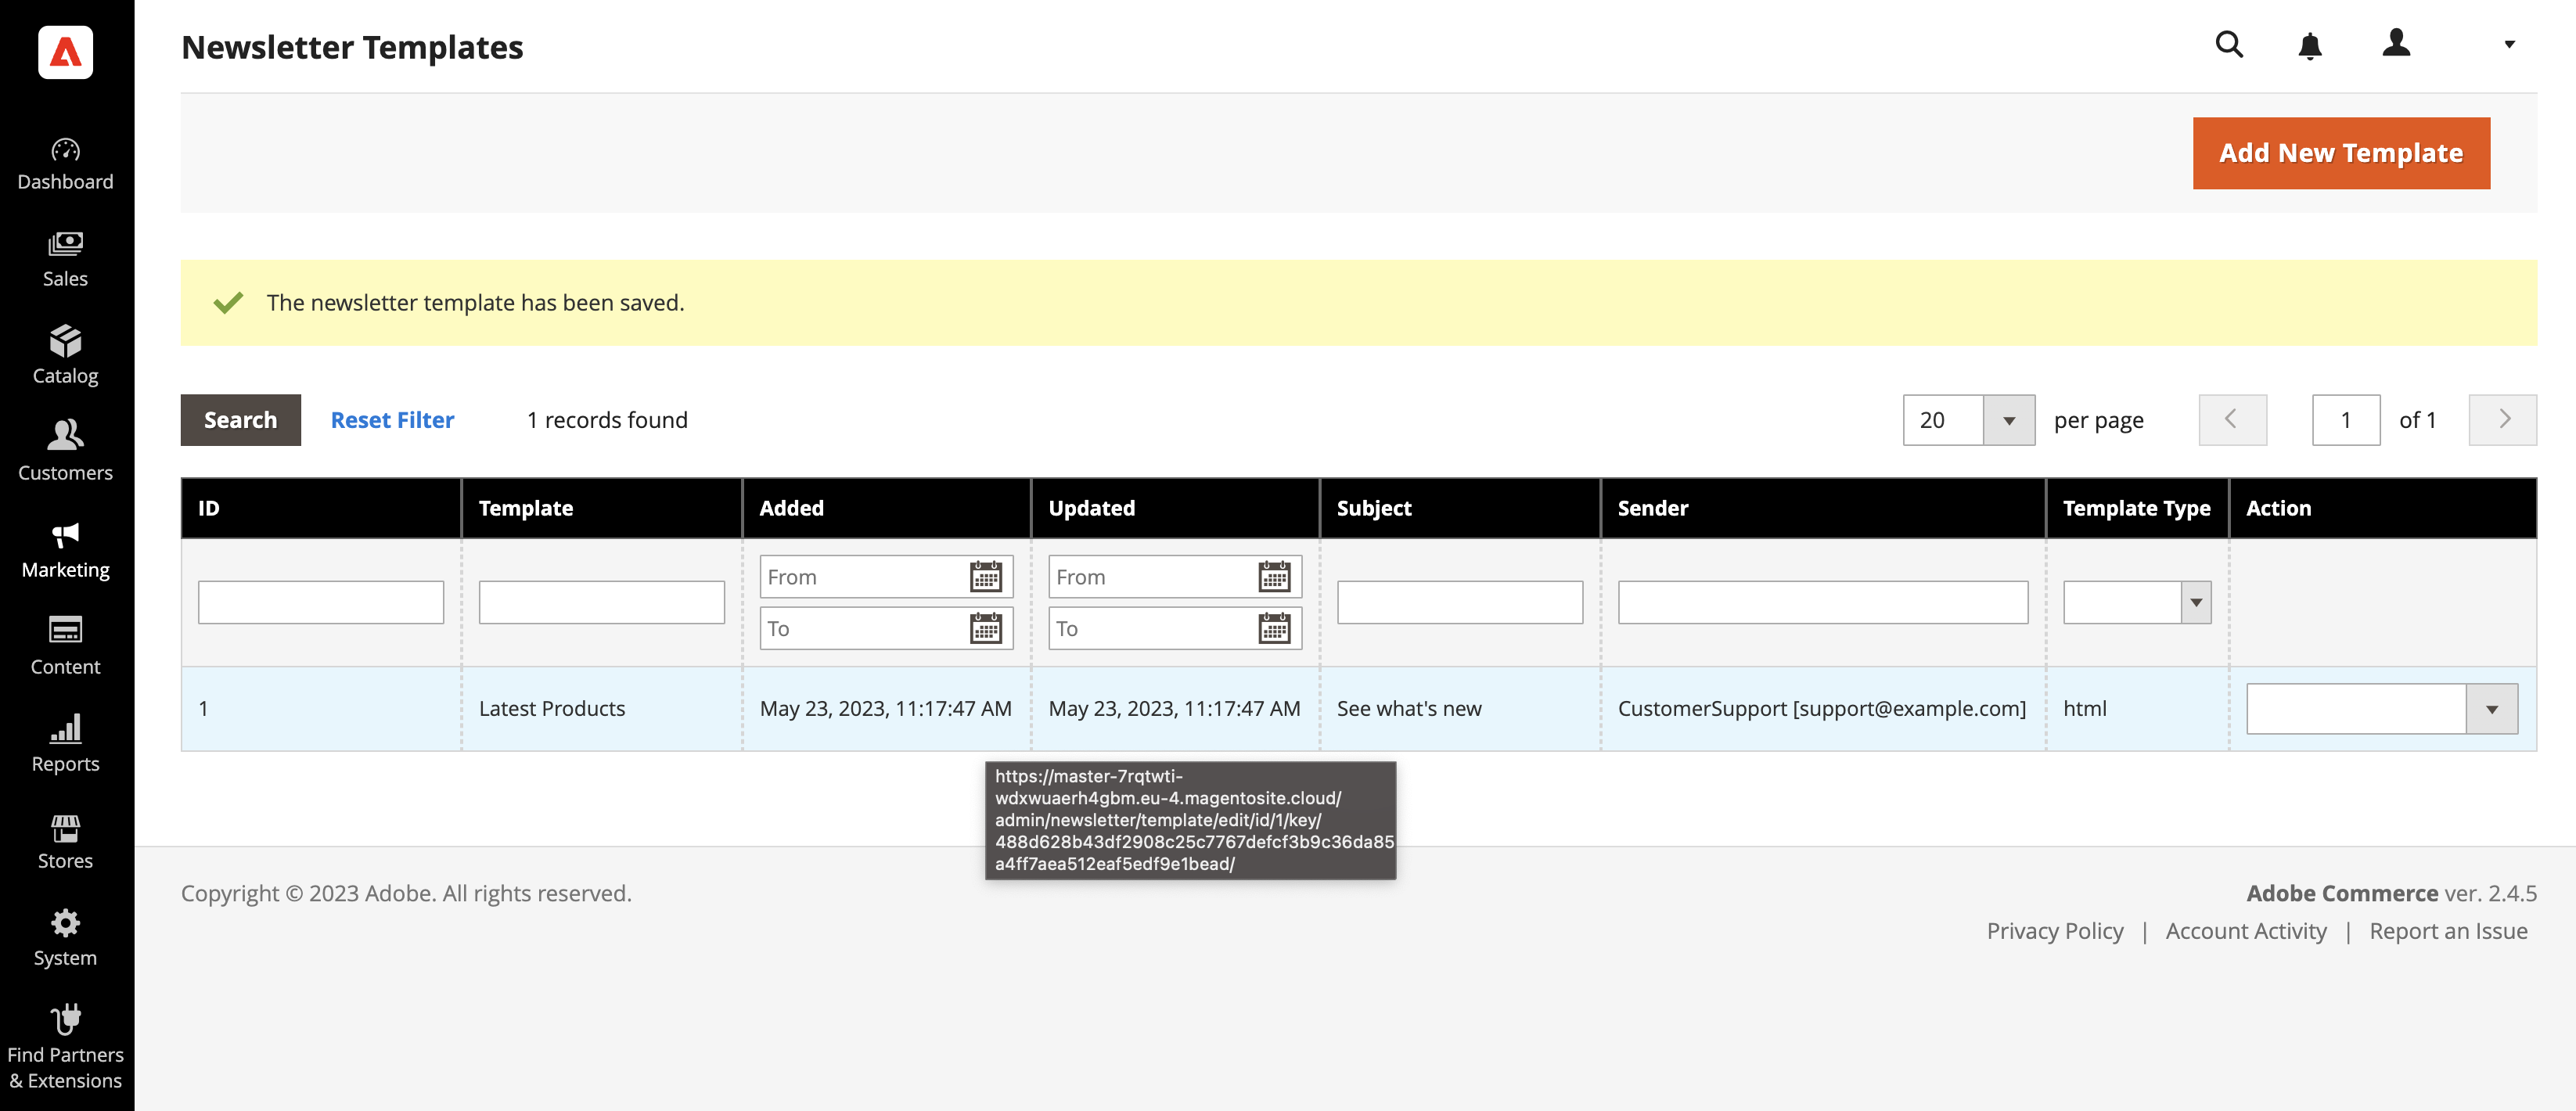 Newsletter Templates
Add New Template
Dashboard
Sales
Catalog
Customers
Marketing
Content
Reports
Stores
System
Find Partners
& Extensions
The newsletter template has been saved.
Search
Reset Filter
1 records found
20
per page
1
of 1
ID
Template
Added
Updated
Subject
Sender
Template Type
Action
From
From
To
To
1
Latest Products
May 23, 2023, 11:17:47 AM
May 23, 2023, 11:17:47 AM
See what's new
CustomerSupport [support@example.com]
html
https://master-7rqtwti-
wdxwuaerh4gbm.eu-4.magentosite.cloud/
admin/newsletter/template/edit/id/1/key/
488d628b43df2908c25c7767defcf3b9c36da85
a4ff7aea512eaf5edf9e1bead/
Copyright © 2023 Adobe. All rights reserved.
Adobe Commerce ver. 2.4.5
Privacy Policy | Account Activity | Report an Issue